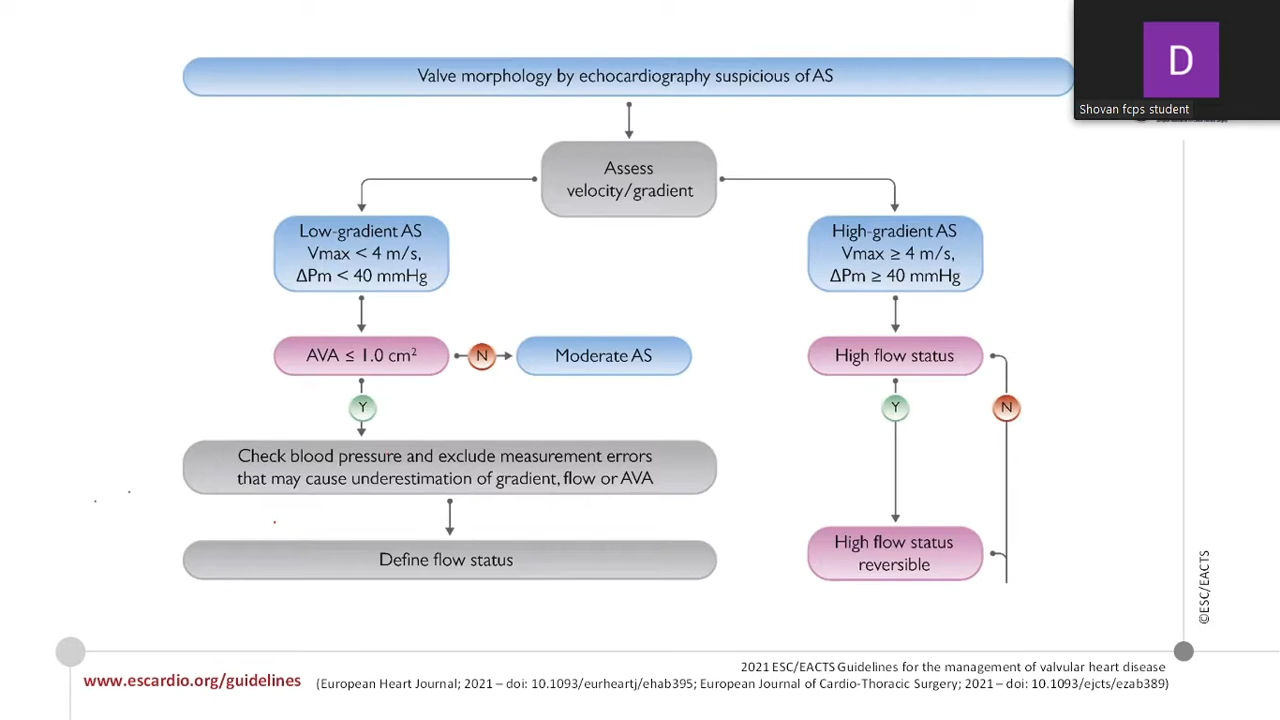 D
Shovan fcps student
Valve morphology by echocardiography suspicious of AS
Assess
velocity/gradient
Low-gradient AS
Vmax < 4 m/s,
ΔPm < 40 mmHg
High-gradient AS
Vmax ≥ 4 m/s,
ΔPm ≥ 40 mmHg
AVA ≤ 1.0 cm²
N
Moderate AS
High flow status
Y
Y
N
Check blood pressure and exclude measurement errors
that may cause underestimation of gradient, flow or AVA
Define flow status
High flow status
reversible
©ESC/EACTS
www.escardio.org/guidelines
2021 ESC/EACTS Guidelines for the management of valvular heart disease
(European Heart Journal; 2021 – doi: 10.1093/eurheartj/ehab395; European Journal of Cardio-Thoracic Surgery; 2021 – doi: 10.1093/ejcts/ezab389)